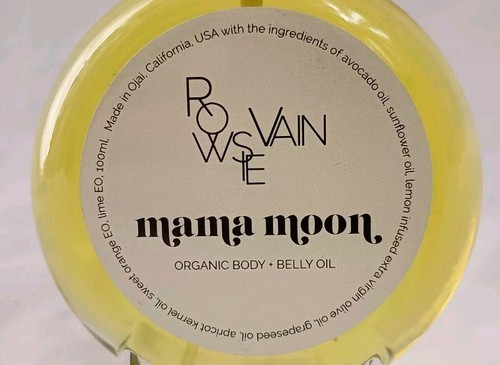 Made in Ojai, California, USA with the ingredients of avocado oil, sunflower oil, lemon infused extra virgin olive oil, grapeseed oil, apricot kernel oil, sweet orange EO, lime EO, 100ml
ROWSIE
VAIN
mama moon
ORGANIC BODY + BELLY OIL